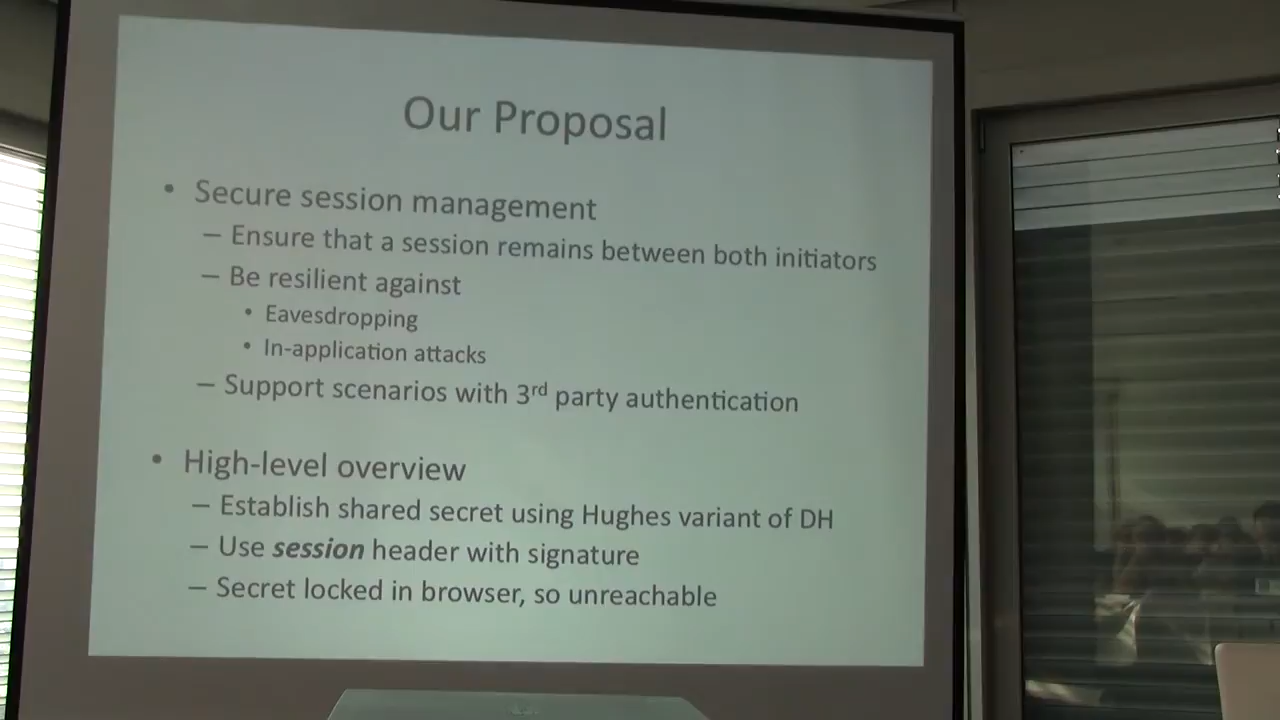 Our Proposal
• Secure session management
– Ensure that a session remains between both initiators
– Be resilient against
• Eavesdropping
• In-application attacks
– Support scenarios with 3rd party authentication
• High-level overview
– Establish shared secret using Hughes variant of DH
– Use session header with signature
– Secret locked in browser, so unreachable